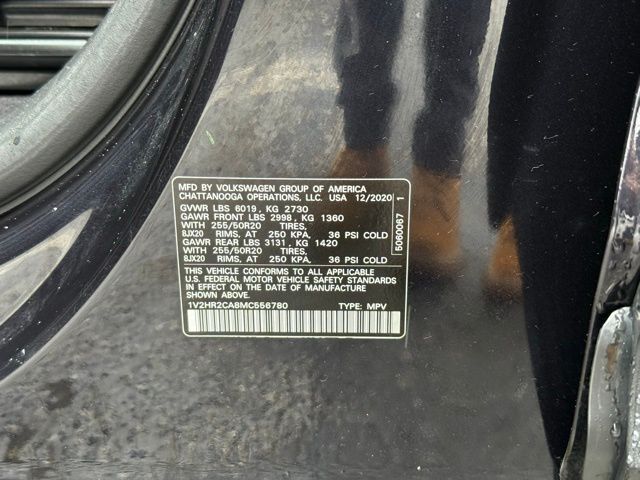 MFD BY VOLKSWAGEN GROUP OF AMERICA
CHATTANOOGA OPERATIONS, LLC. USA 12/2020
GVWR LBS 6019, KG 2730
GAWR FRONT LBS 2998, KG 1360
WITH 255/50R20 TIRES,
8JX20 RIMS, AT 250 KPA, 36 PSI COLD
GAWR REAR LBS 3131, KG 1420
WITH 255/50R20 TIRES,
8JX20 RIMS, AT 250 KPA, 36 PSI COLD
THIS VEHICLE CONFORMS TO ALL APPLICABLE
U.S. FEDERAL MOTOR VEHICLE SAFETY STANDARDS
IN EFFECT ON THE DATE OF MANUFACTURE
SHOWN ABOVE.
1V2HR2CA8MC556780 TYPE: MPV
5060067 1